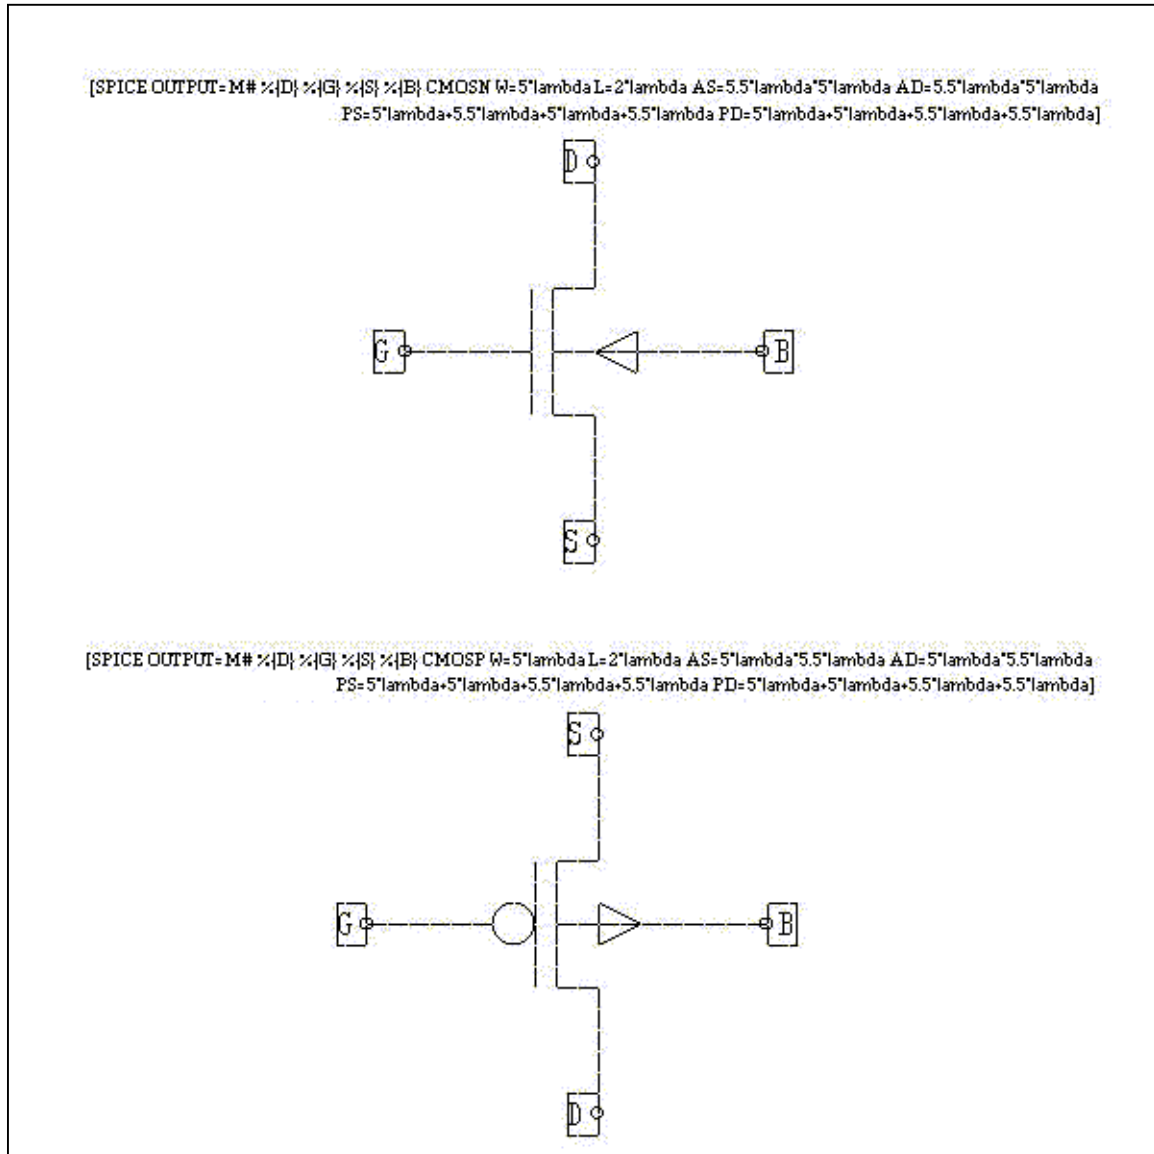 [SPICE OUTPUT=M# %{D} %{G} %{S} %{B} CMOSN W=5*lambda L=2*lambda AS=5.5*lambda*5*lambda AD=5.5*lambda*5*lambda
PS=5*lambda+5.5*lambda+5*lambda+5.5*lambda PD=5*lambda+5*lambda+5.5*lambda+5.5*lambda]
D
G
B
S
[SPICE OUTPUT=M# %{D} %{G} %{S} %{B} CMOSP W=5*lambda L=2*lambda AS=5*lambda*5.5*lambda AD=5*lambda*5.5*lambda
PS=5*lambda+5*lambda+5.5*lambda+5.5*lambda PD=5*lambda+5*lambda+5.5*lambda+5.5*lambda]
S
G
B
D